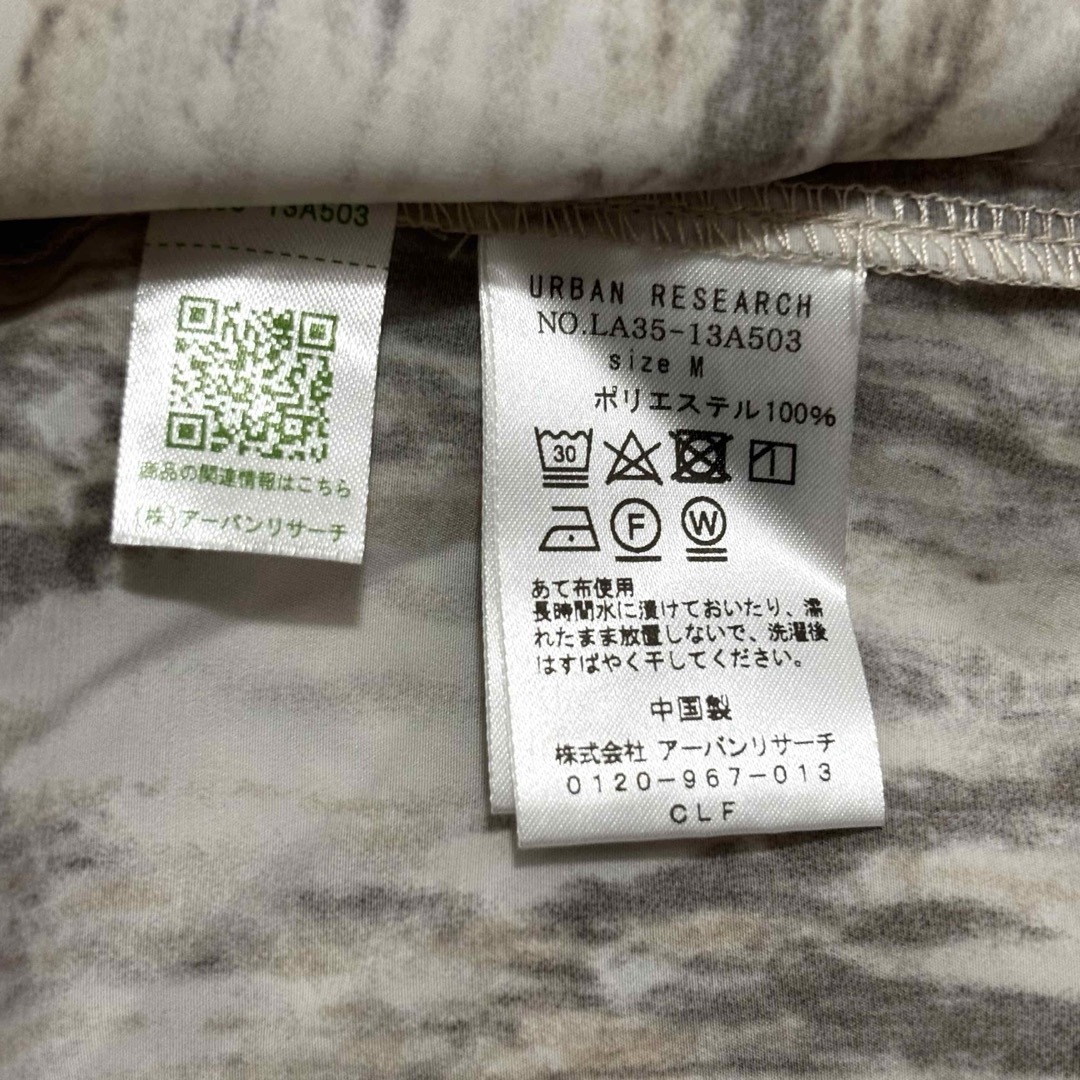 13A503
商品の関連情報はこちら
(株)アーバンリサーチ
URBAN RESEARCH
NO.LA35-13A503
size M
ポリエステル100%
30
F
W
あて布使用
長時間水に漬けておいたり、濡
れたまま放置しないで、洗濯後
はすばやく干してください。
中国製
株式会社 アーバンリサーチ
0120-967-013
CLF